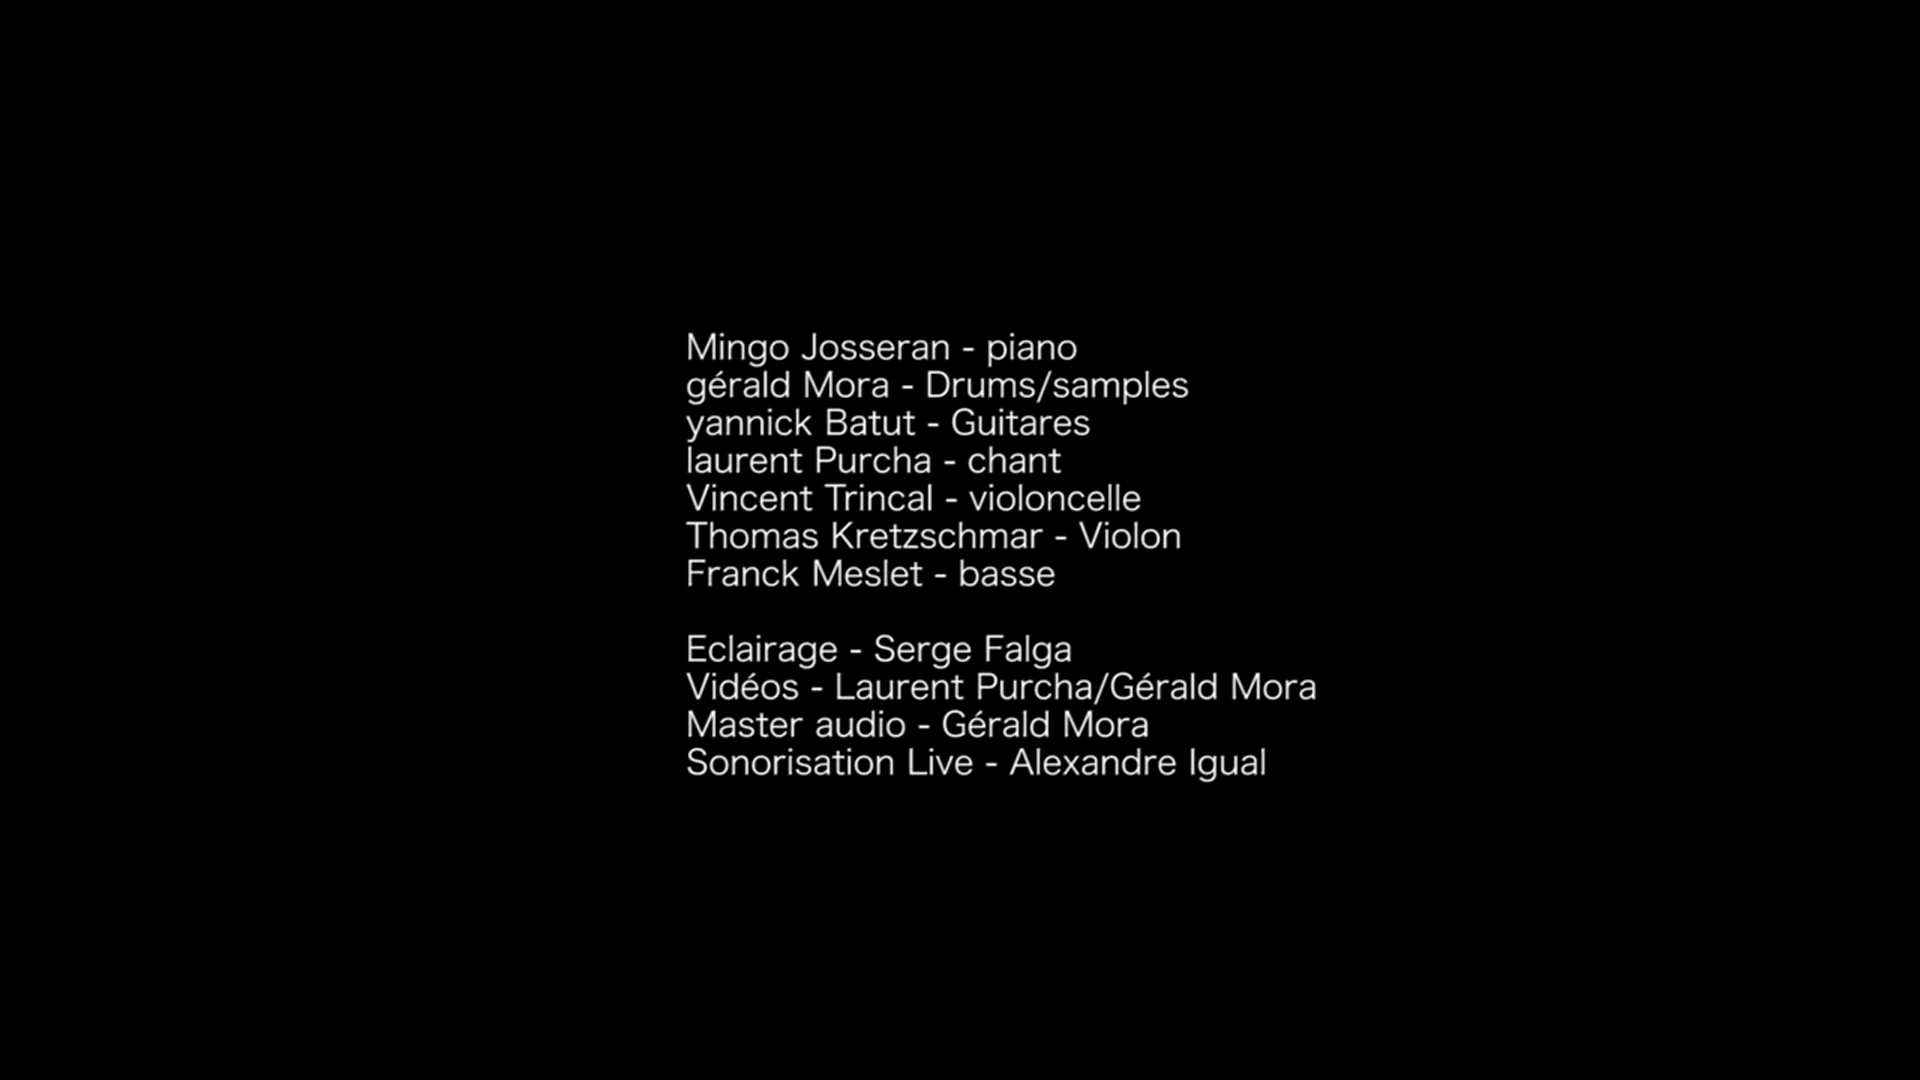 Mingo Josseran - piano
gérald Mora - Drums/samples
yannick Batut - Guitares
laurent Purcha - chant
Vincent Trincal - violoncelle
Thomas Kretzschmar - Violon
Franck Meslet - basse
Eclairage - Serge Falga
Vidéos - Laurent Purcha/Gérald Mora
Master audio - Gérald Mora
Sonorisation Live - Alexandre Igual